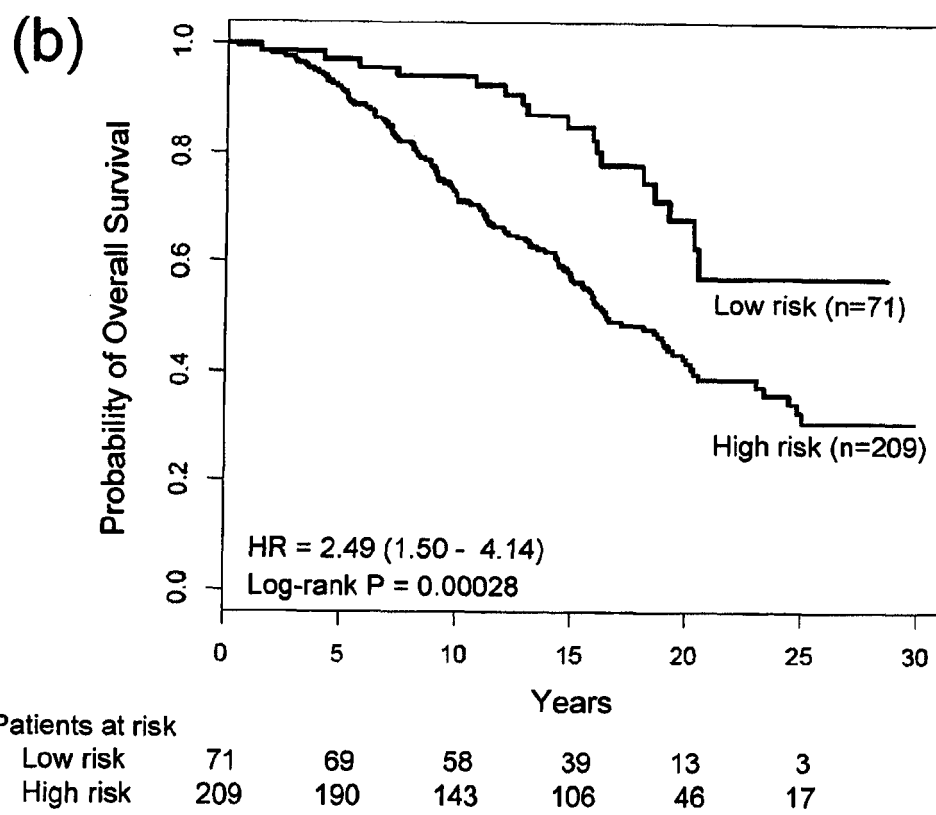 (b)
Probability of Overall Survival
1.0
0.8
0.6
0.4
0.2
0.0
Low risk (n=71)
High risk (n=209)
HR = 2.49 (1.50 - 4.14)
Log-rank P = 0.00028
0 5 10 15 20 25 30
Years
Patients at risk
Low risk 71 69 58 39 13 3
High risk 209 190 143 106 46 17